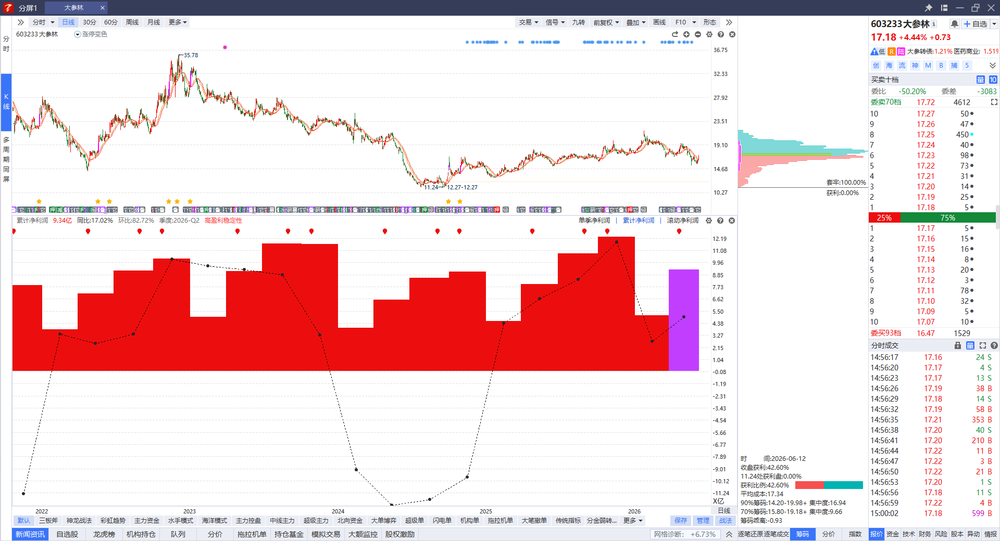 分屏1 大参林
分时 日线 30分 60分 周线 月线 更多
交易 信号 九转 前复权 叠加 画线 F10 形态
603233 大参林 涨停变色
分时
K线
多周期同屏
35.78
11.24
12.27-12.27
36.75
32.33
27.92
23.51
19.10
14.68
10.27
累计净利润 9.34亿 同比:17.02% 环比:82.72% 季度:2026-Q2 高盈利稳定性
单季净利润 | 累计净利润 | 滚动净利润
12.19
11.08
9.96
8.85
7.73
6.62
5.50
4.38
3.27
2.15
1.04
-0.08
-1.19
-2.31
-3.43
-4.54
-5.66
-6.77
-7.89
-9.01
-10.12
-11.24
X亿
2022 2023 2024 2025 2026 日线
默认 三板斧 神龙战法 彩虹趋势 主力资金 水手模式 海洋模式 主力控盘 中线主力 超级主力 北向资金 大单博弈 超级单 闪电单 机构单 拖拉机单 大笔撤单 传统指标 分金弱转... 更多 保存 管理 战法
新闻资讯 自选股 龙虎榜 机构持仓 队列 分价 拖拉机单 持仓基金 模拟交易 大额监控 股权激励 网格诊断: +6.73%
套牢:100.00%
获利:0.00%
时 间:2026-06-12
收盘获利:42.60%
11.24处获利盘:0.00%
获利比例:42.60%
平均成本:17.34
90%筹码:14.20-19.98+ 集中度:16.94
70%筹码:15.80-19.18+ 集中度:9.66
筹码乖离:-0.93
逐笔还原 逐笔成交 筹码 分价 指数
603233大参林 自选
17.18 +4.44% +0.73
低 R 陆 大参转债:1.21% 医药商业: 1.51%
创 海 流 神 M B 捕 5
买卖十档 量 10
委比 -50.20% 委差 -3083
委卖70档 17.72 4612
10 17.27 50
9 17.26 47
8 17.25 450
7 17.24 40
6 17.23 98
5 17.22 73
4 17.21 31
3 17.20 14
2 17.19 25
1 17.18 5
25% 75%
1 17.17 5
2 17.16 15
3 17.15 16
4 17.14 8
5 17.13 20
6 17.12 3
7 17.11 78
8 17.10 32
9 17.09 5
10 17.07 10
委买93档 16.47 1529
分时成交 量
14:56:17 17.16 24 S
14:56:20 17.17 4 S
14:56:23 17.17 13 S
14:56:26 17.19 38 B
14:56:29 17.18 14 S
14:56:32 17.19 58 B
14:56:35 17.21 353 B
14:56:38 17.20 40 S
14:56:41 17.20 210 B
14:56:44 17.22 11 B
14:56:47 17.22 3 B
14:56:50 17.22 21 B
14:56:53 17.20 1 S
14:56:56 17.18 11 S
14:56:59 17.22 4 B
15:00:02 17.18 599 B
报价 资金 技术 财务 风险 股本 异动 情报